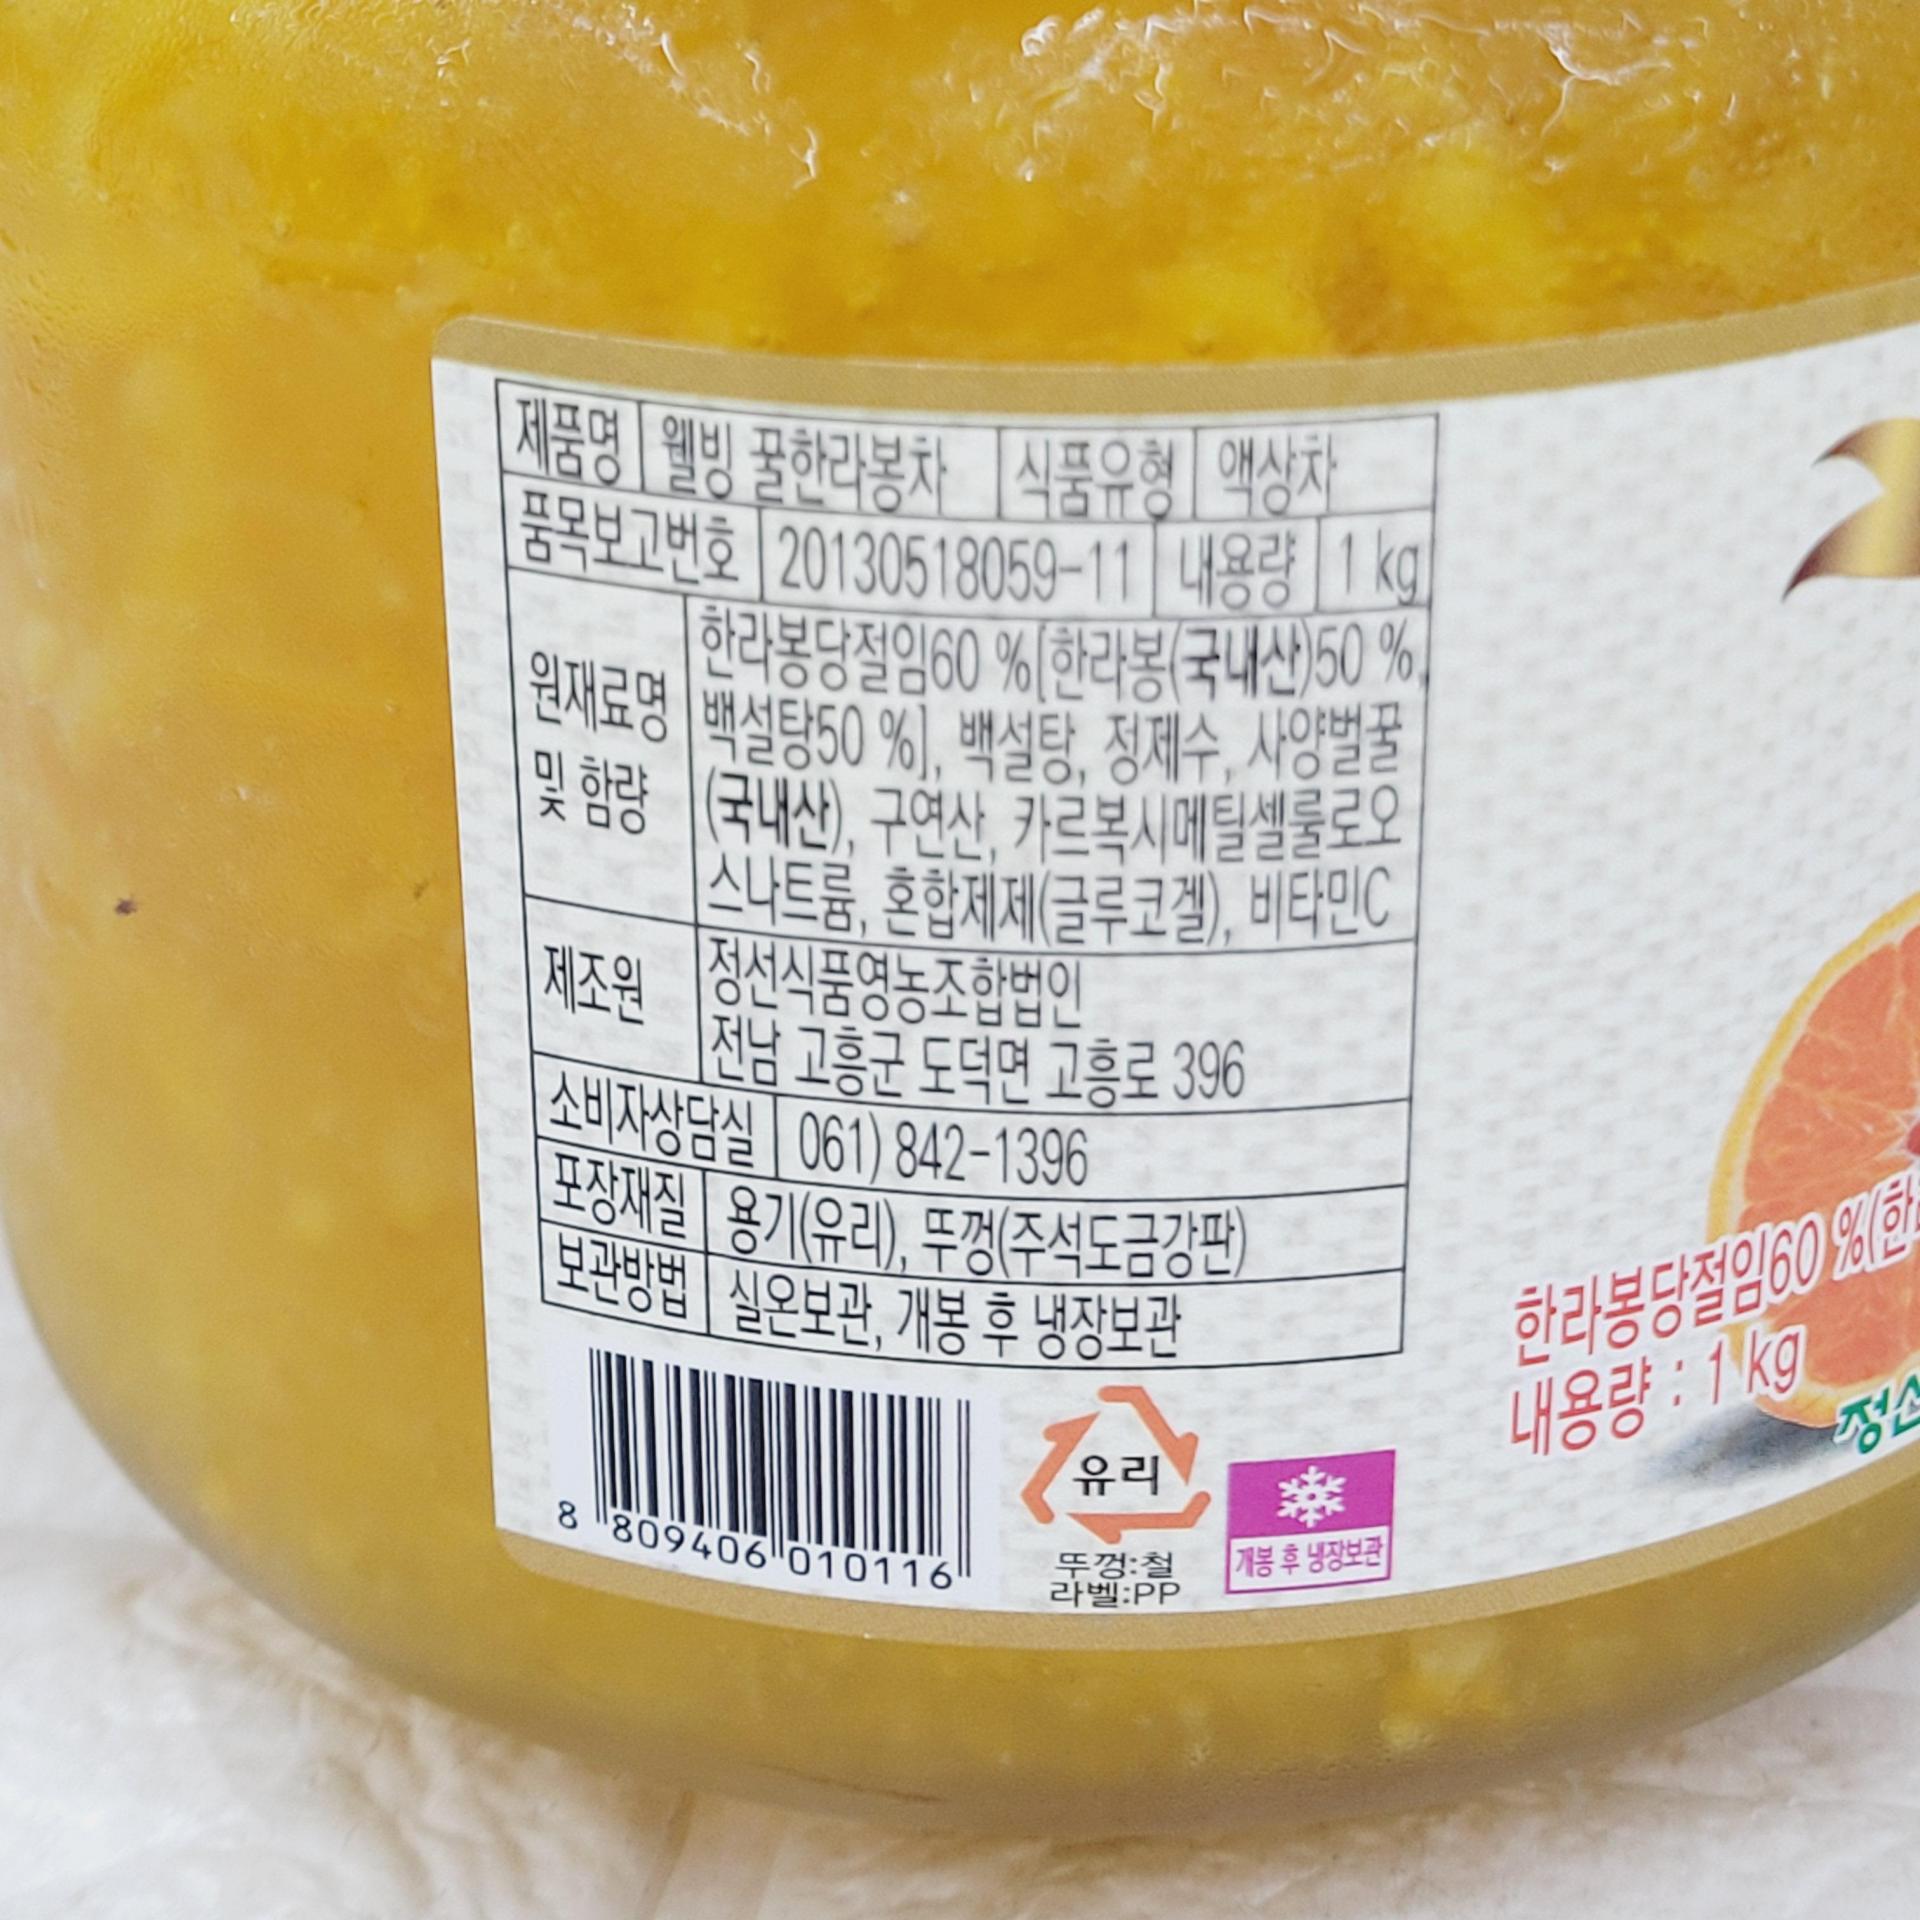 제품명 웰빙 꿀한라봉차 식품유형 액상차
품목보고번호 20130518059-11 내용량 1 kg
원재료명 및 함량
한라봉당절임60 %[한라봉(국내산)50 %,
백설탕50 %], 백설탕, 정제수, 사양벌꿀
(국내산), 구연산, 카르복시메틸셀룰로오
스나트륨, 혼합제제(글루코겔), 비타민C
제조원 정선식품영농조합법인
전남 고흥군 도덕면 고흥로 396
소비자상담실 061) 842-1396
포장재질 용기(유리), 뚜껑(주석도금강판)
보관방법 실온보관, 개봉 후 냉장보관
8 809406 010116
유리
뚜껑:철
라벨:PP
개봉 후 냉장보관
한라봉당절임60 %(한
내용량 : 1 kg